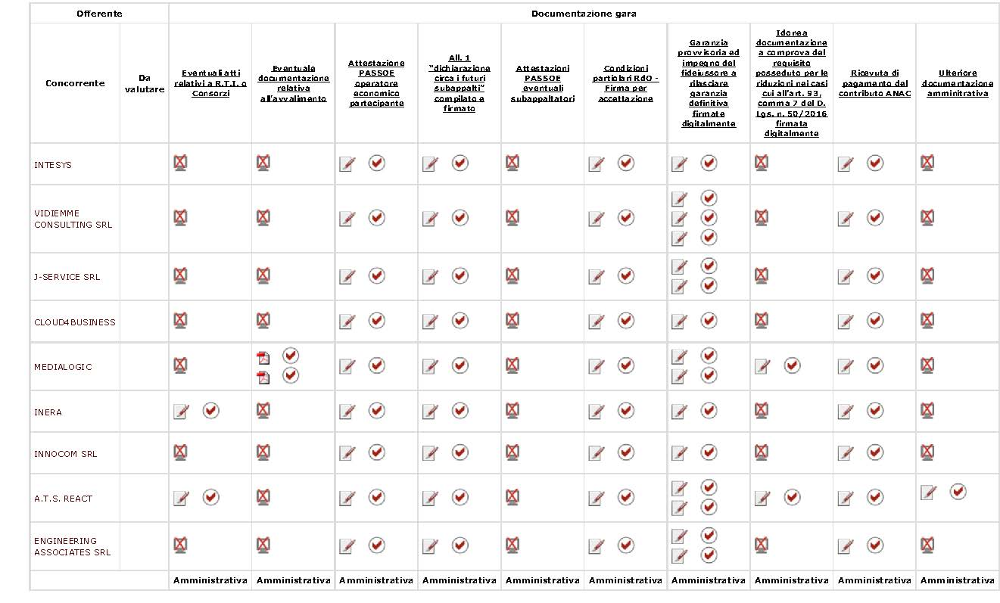 Offerente
Documentazione gara
Concorrente
Da
valutare
Eventuali atti
relativi a R.T.I. o
Consorzi
Eventuale
documentazione
relativa
all'avvalimento
Attestazione
PASSOE
operatore
economico
partecipante
All. 1
"dichiarazione
circa i futuri
subappalti"
compilato e
firmato
Attestazioni
PASSOE
eventuali
subappaltatori
Condizioni
partiolari RdO -
Firma per
accettazione
Garanzia
provvisoria ed
impegno del
fideiussore a
rilasciare
garanzia
definitiva
firmate
digitalmente
Idonea
documentazione
a comprova del
requisito
posseduto per le
riduzioni nei casi
cui all'art. 93,
comma 7 del D.
Lgs. n. 50/2016
firmata
digitalmente
Ricevuta di
pagamento del
contributo ANAC
Ulteriore
documentazione
amminitrativa
INTESYS
VIDIEMME
CONSULTING SRL
J-SERVICE SRL
CLOUD4BUSINESS
MEDIALOGIC
INERA
INNOCOM SRL
A.T.S. REACT
ENGINEERING
ASSOCIATES SRL
Amministrativa Amministrativa Amministrativa Amministrativa Amministrativa Amministrativa Amministrativa Amministrativa Amministrativa Amministrativa